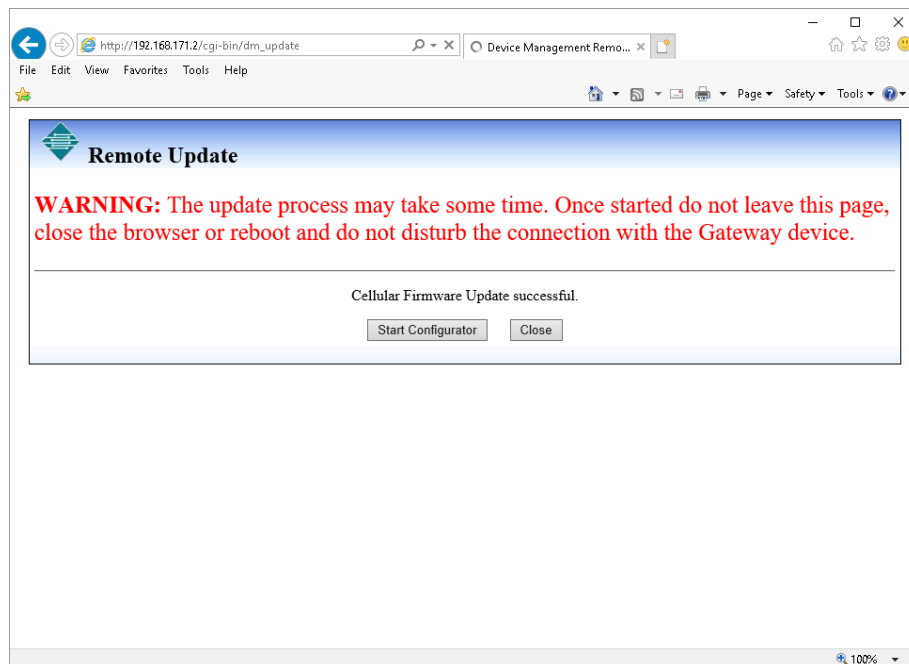 http://192.168.171.2/cgi-bin/dm_update
Device Management Remo...
File Edit View Favorites Tools Help
Page Safety Tools
Remote Update
WARNING: The update process may take some time. Once started do not leave this page,
close the browser or reboot and do not disturb the connection with the Gateway device.
Cellular Firmware Update successful.
Start Configurator Close
100%